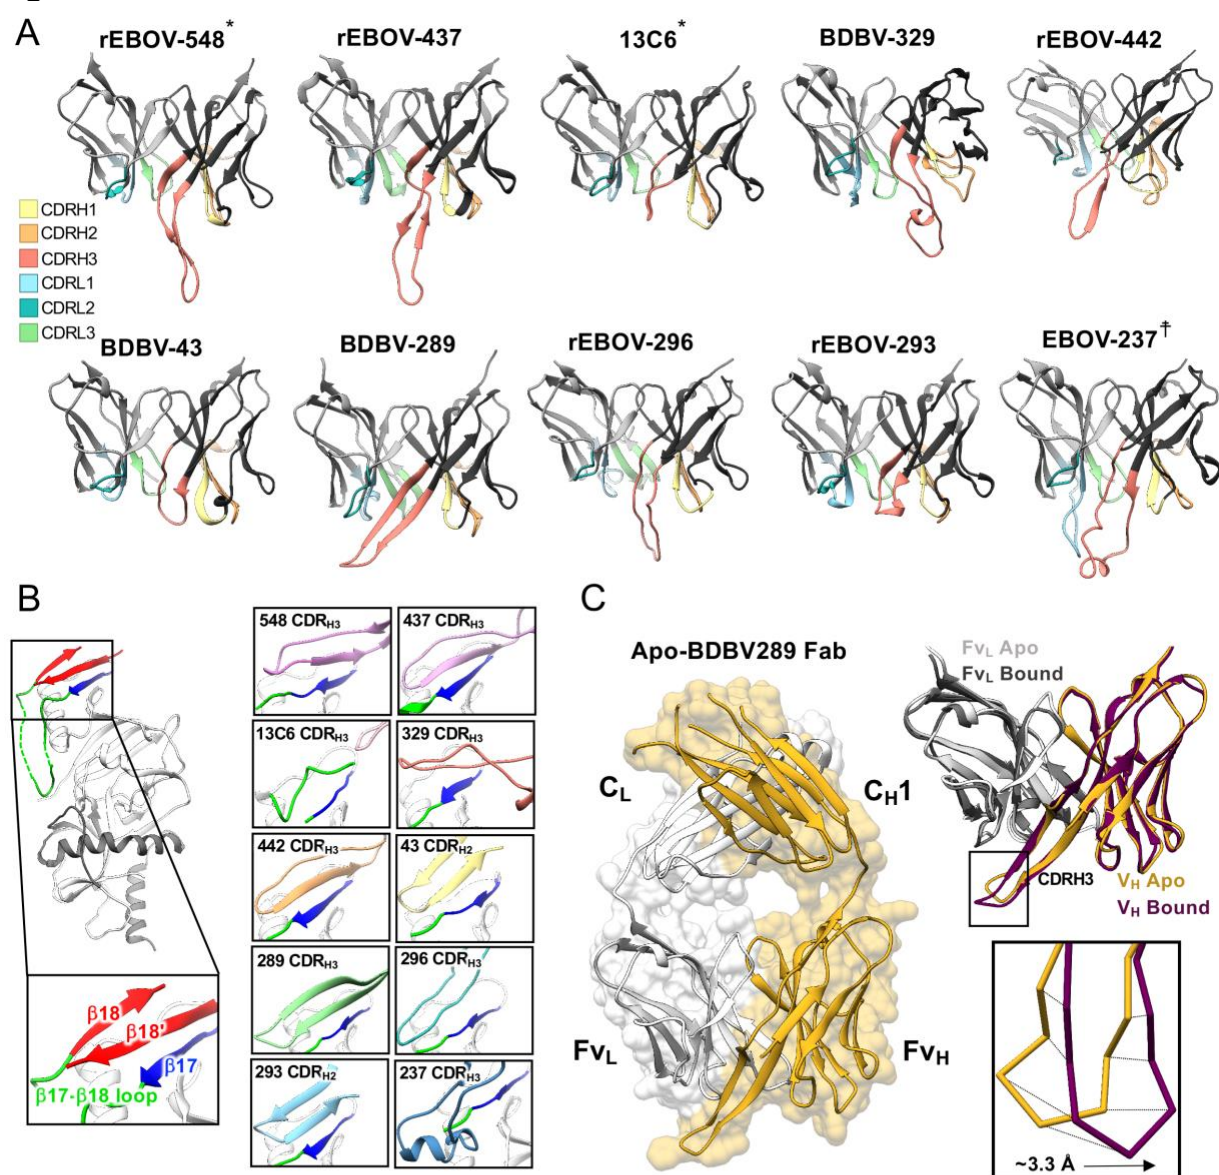 A
rEBOV-548*
rEBOV-437
13C6*
BDBV-329
rEBOV-442
CDRH1
CDRH2
CDRH3
CDRL1
CDRL2
CDRL3
BDBV-43
BDBV-289
rEBOV-296
rEBOV-293
EBOV-237‡
B
β18
β18'
β17
β17-β18 loop
548 CDRH3
437 CDRH3
13C6 CDRH3
329 CDRH3
442 CDRH3
43 CDRH2
289 CDRH3
296 CDRH3
293 CDRH2
237 CDRH3
C
Apo-BDBV289 Fab
CL
CH1
FvL
FvH
FvL Apo
FvL Bound
CDRH3
VH Apo
VH Bound
~3.3 Å